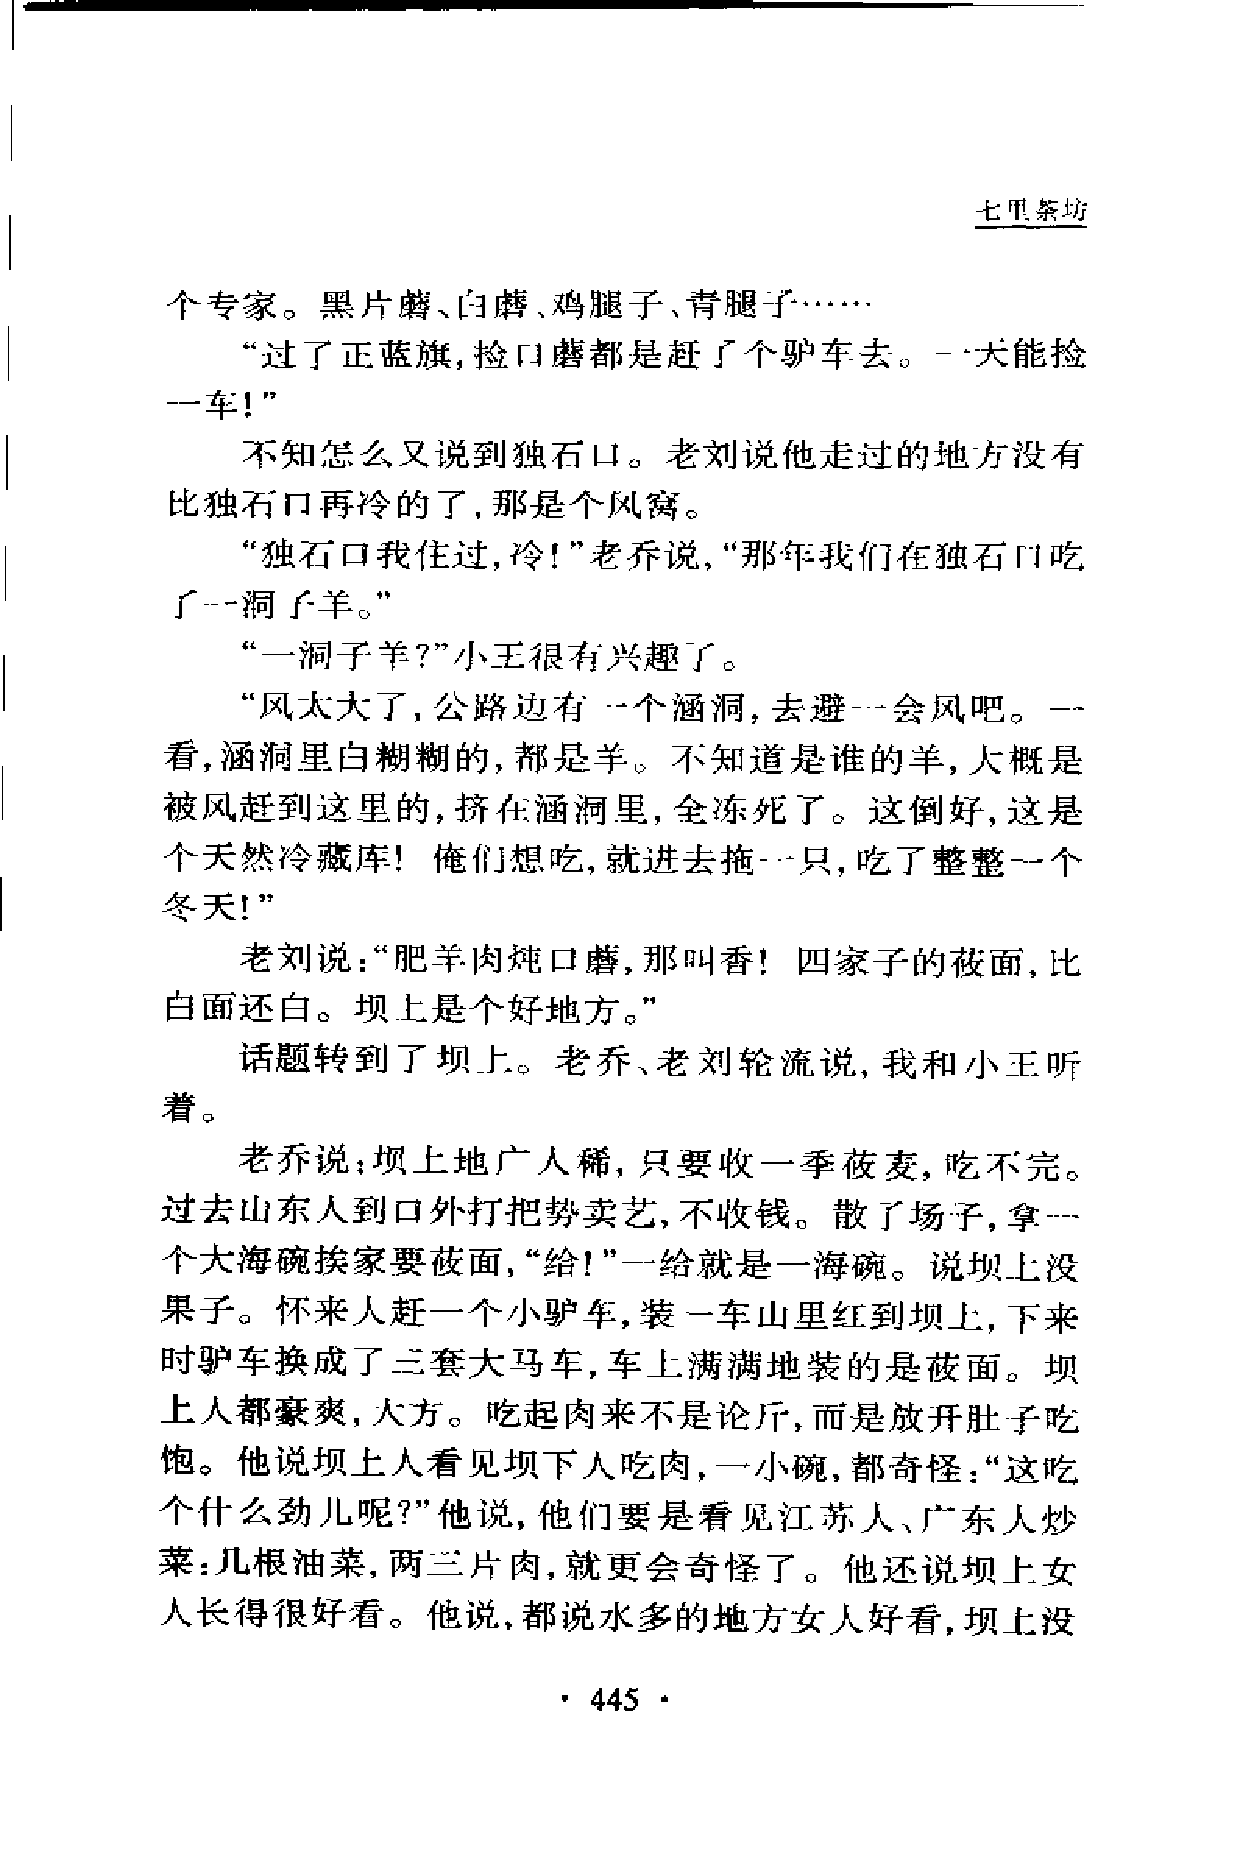 七里茶坊
个专家。黑片蘑、白蘑、鸡腿子、青腿子……
“过了正蓝旗,捡口蘑都是赶了个驴车去。一天能捡
一车!”
不知怎么又说到独石口。老刘说他走过的地方没有
比独石口再冷的了,那是个风窝。
“独石口我住过,冷!”老乔说,“那年我们在独石口吃
了一洞子羊。”
“一洞子羊?”小王很有兴趣了。
“风太大了,公路边有一个涵洞,去避一会风吧。一
看,涵洞里白糊糊的,都是羊。不知道是谁的羊,大概是
被风赶到这里的,挤在涵洞里,全冻死了。这倒好,这是
个天然冷藏库!俺们想吃,就进去拖一只,吃了整整一个
冬天!”
老刘说:“肥羊肉炖口蘑,那叫香!四家子的莜面,比
白面还白。坝上是个好地方。”
话题转到了坝上。老乔、老刘轮流说,我和小王听
着。
老乔说:坝上地广人稀,只要收一季莜麦,吃不完。
过去山东人到口外打把势卖艺,不收钱。散了场子,拿一
个大海碗挨家要莜面,“给!”一给就是一海碗。说坝上没
果子。怀来人赶一个小驴车,装一车山里红到坝上,下来
时驴车换成了三套大马车,车上满满地装的是莜面。坝
上人都豪爽,大方。吃起肉来不是论斤,而是放开肚子吃
饱。他说坝上人看见坝下人吃肉,一小碗,都奇怪:“这吃
个什么劲儿呢?”他说,他们要是看见江苏人、广东人炒
菜:几根油菜,两三片肉,就更会奇怪了。他还说坝上女
人长得很好看。他说,都说水多的地方女人好看,坝上没
· 445 ·